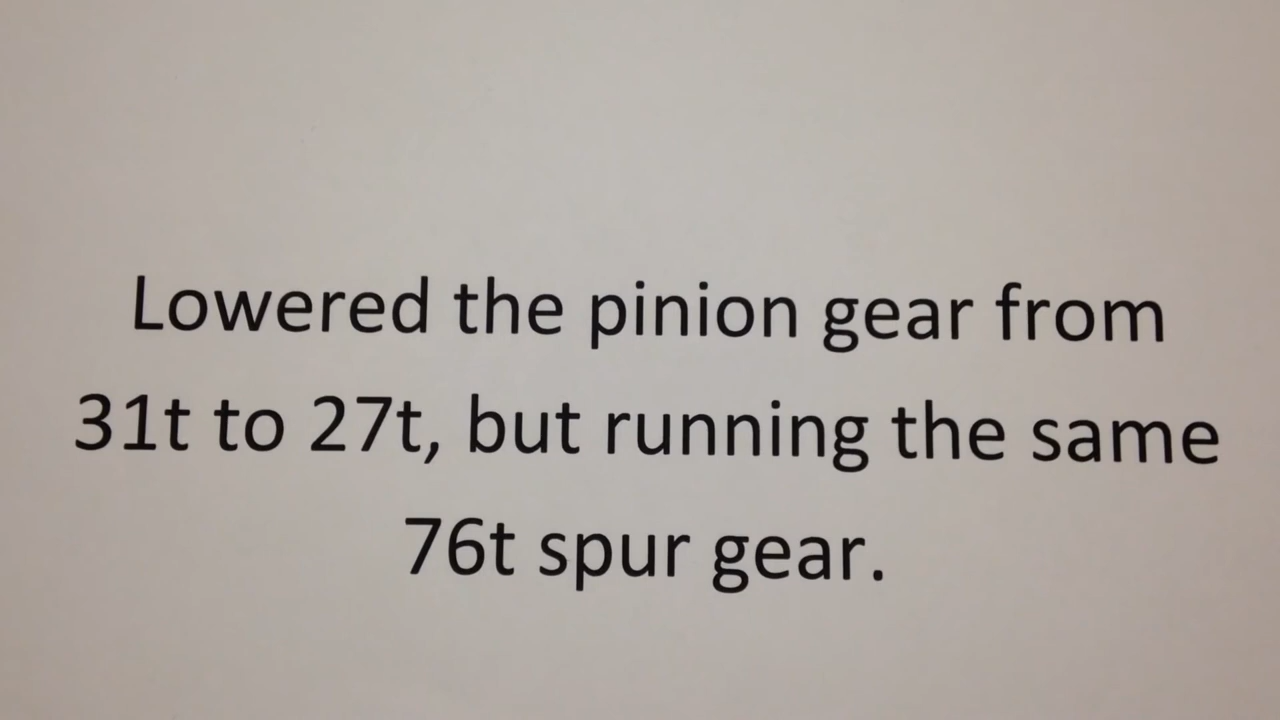 Lowered the pinion gear from
31t to 27t, but running the same
76t spur gear.